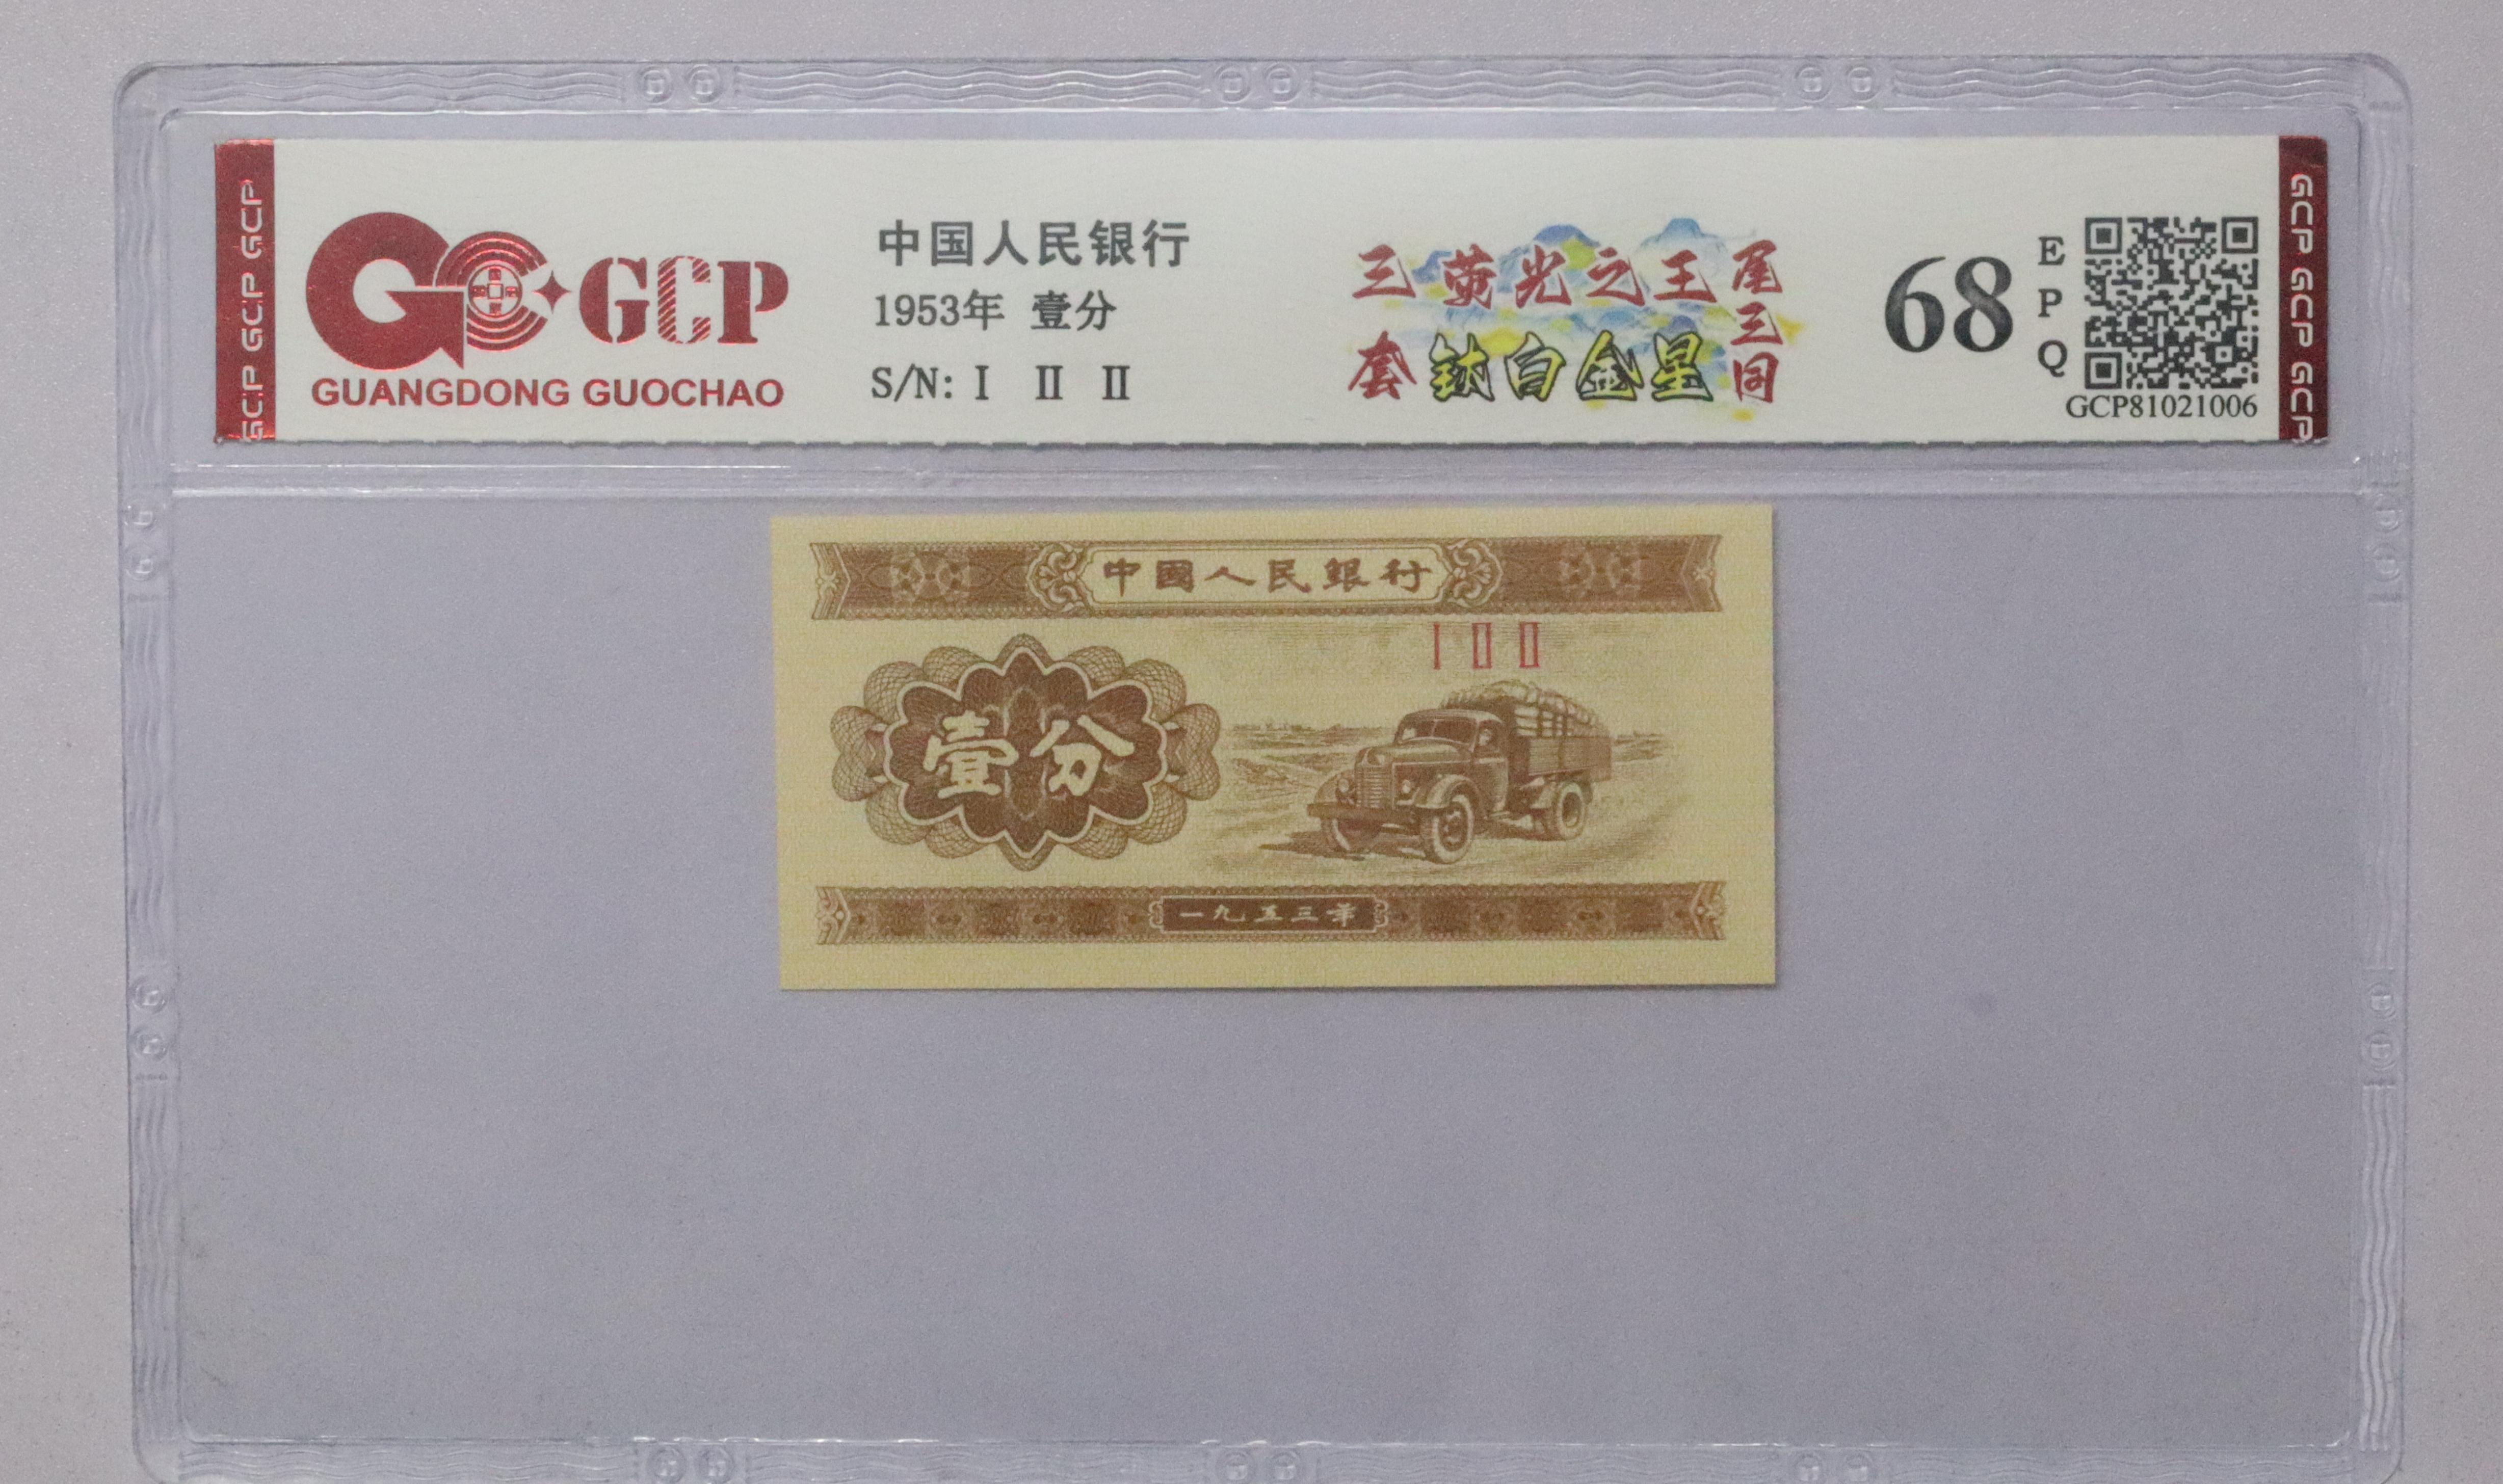 GCP GCP GCP
GCP
GUANGDONG GUOCHAO
中国人民银行
1953年 壹分
S/N: I II II
三 荧光之王 尾三同
套 钛白金星
68
E
P
Q
GCP81021006
GCP GCP GCP
中國人民銀行
I II II
壹分
一九五三年